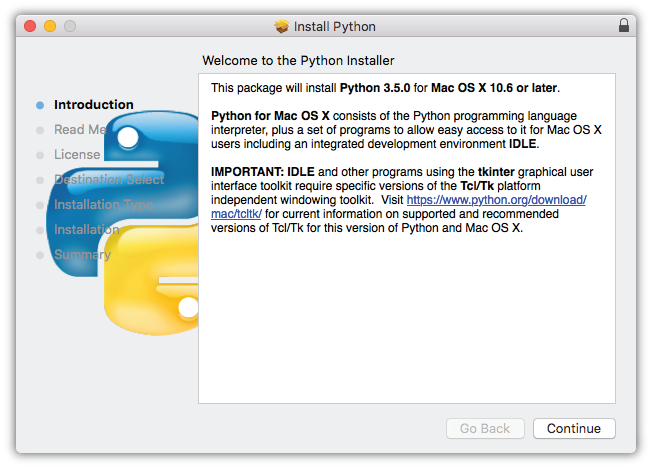 Install Python
Welcome to the Python Installer
Introduction
Read Me
License
Destination Select
Installation Type
Installation
Summary
This package will install Python 3.5.0 for Mac OS X 10.6 or later.
Python for Mac OS X consists of the Python programming language
interpreter, plus a set of programs to allow easy access to it for Mac OS X
users including an integrated development environment IDLE.
IMPORTANT: IDLE and other programs using the tkinter graphical user
interface toolkit require specific versions of the Tcl/Tk platform
independent windowing toolkit.  Visit https://www.python.org/download/
mac/tcltk/ for current information on supported and recommended
versions of Tcl/Tk for this version of Python and Mac OS X.
Go Back
Continue